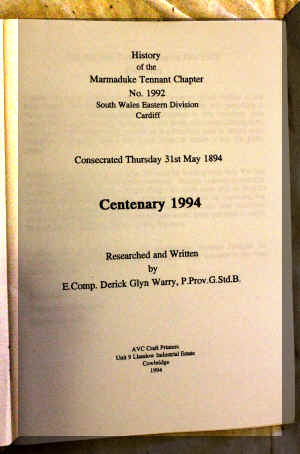 History
of the
Marmaduke Tennant Chapter
No. 1992
South Wales Eastern Division
Cardiff
Consecrated Thursday 31st May 1894
Centenary 1994
Researched and Written
by
E.Comp. Derick Glyn Warry, P.Prov.G.Std.B.
AVC Craft Printers
Unit 9 Llandow Industrial Estate
Cowbridge
1994